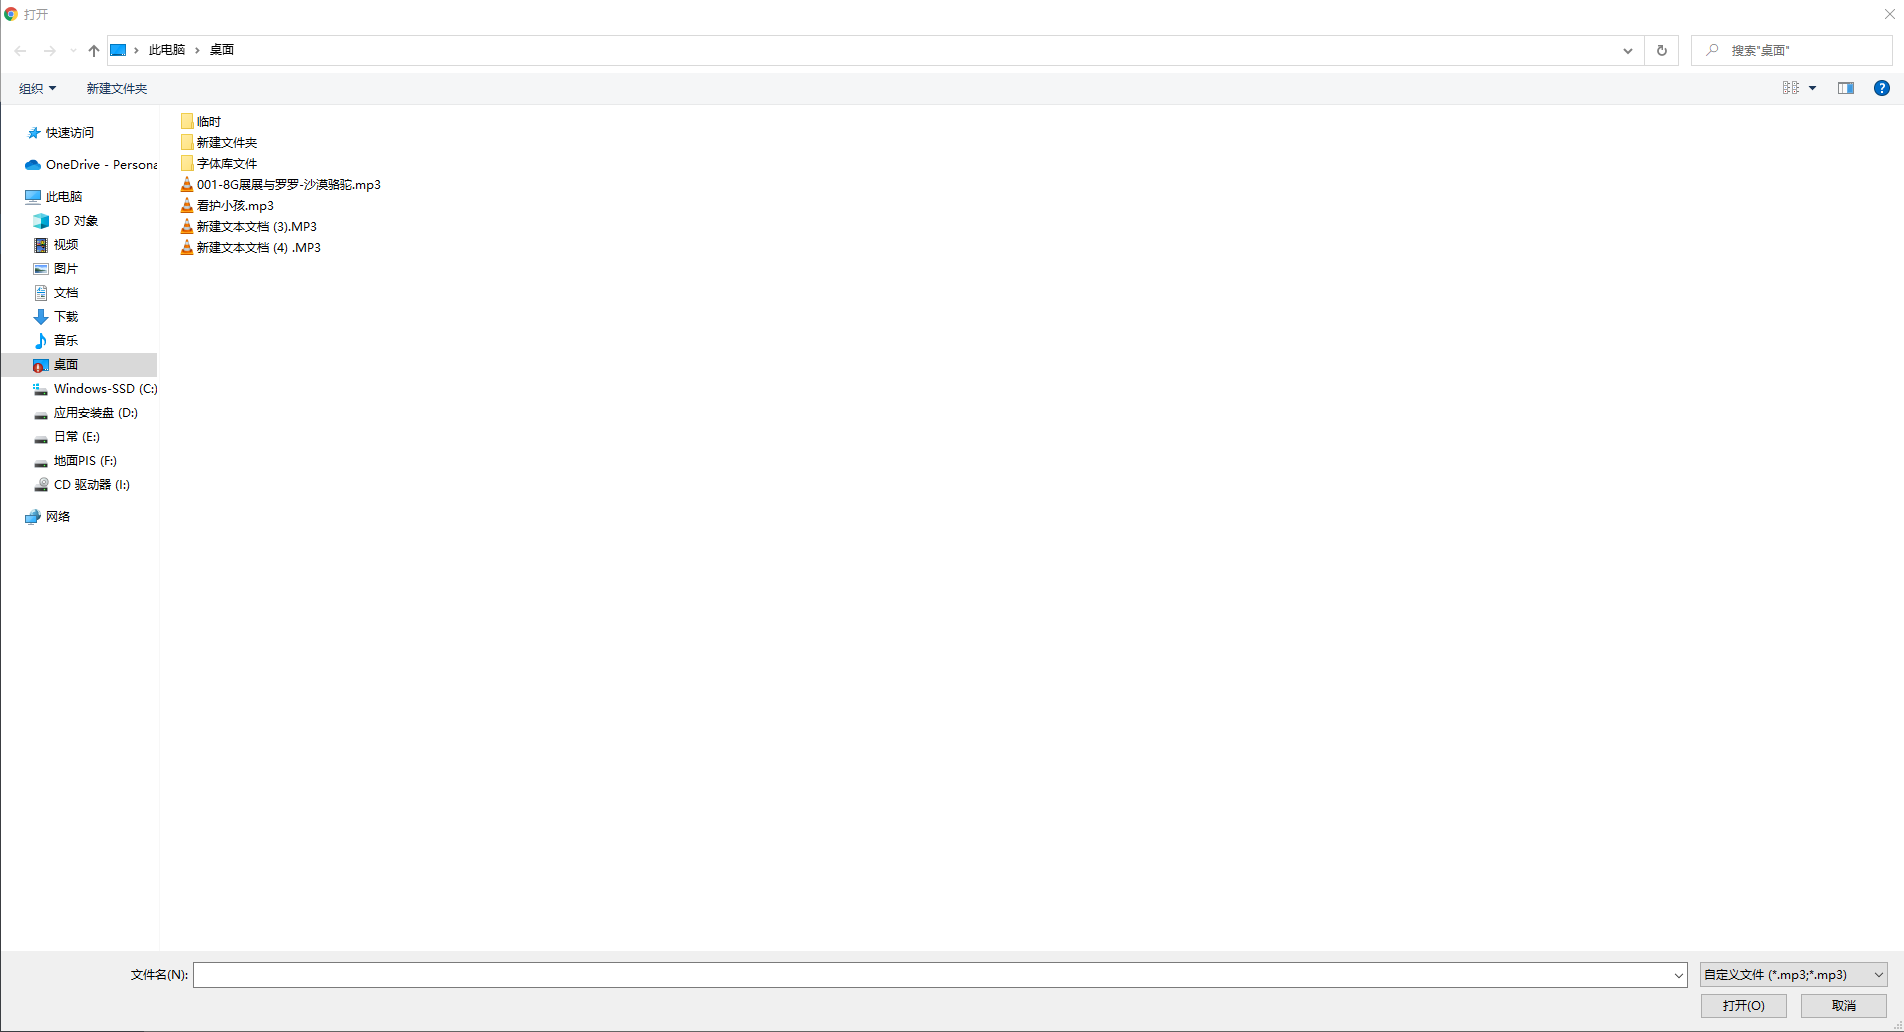 打开
此电脑 桌面
搜索"桌面"
组织 新建文件夹
快速访问
OneDrive - Persona
此电脑
3D 对象
视频
图片
文档
下载
音乐
桌面
Windows-SSD (C:)
应用安装盘 (D:)
日常 (E:)
地面PIS (F:)
CD 驱动器 (I:)
网络
临时
新建文件夹
字体库文件
001-8G展展与罗罗-沙漠骆驼.mp3
看护小孩.mp3
新建文本文档 (3).MP3
新建文本文档 (4) .MP3
文件名(N):
自定义文件 (*.mp3;*.mp3)
打开(O) 取消